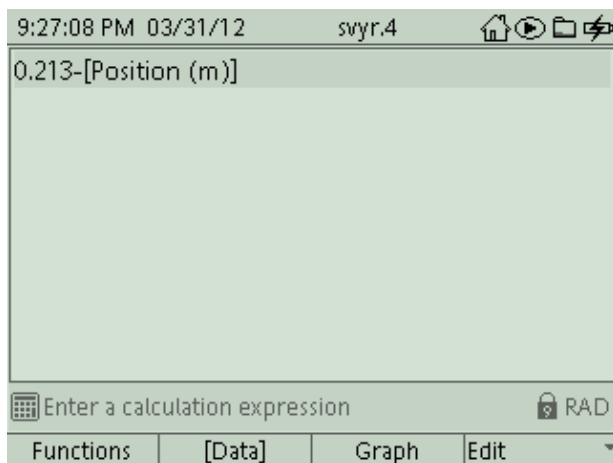 9:27:08 PM 03/31/12 svyr.4
0.213-[Position (m)]
Enter a calculation expression RAD
Functions [Data] Graph Edit